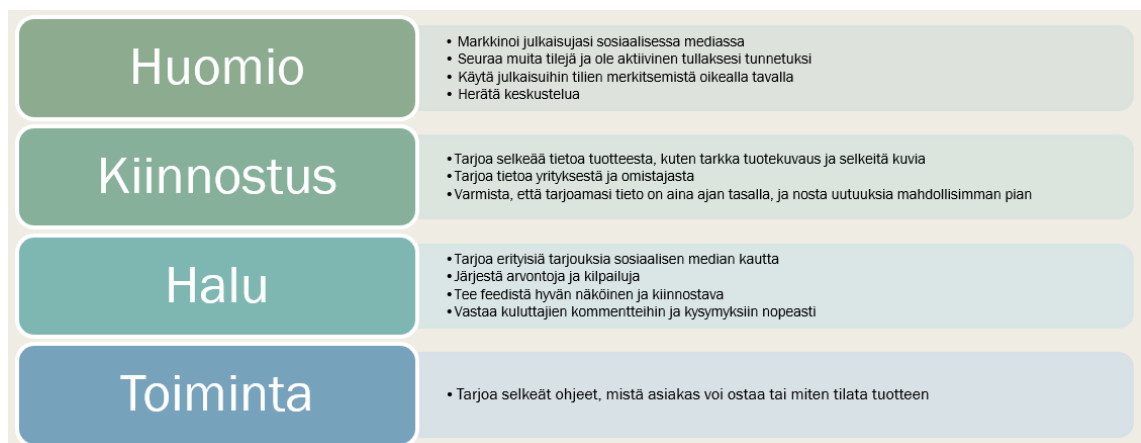 Huomio
• Markkinoi julkaisujasi sosiaalisessa mediassa
• Seuraa muita tilejä ja ole aktiivinen tullaksesi tunnetuksi
• Käytä julkaisuihin tilien merkitsemistä oikealla tavalla
• Herätä keskustelua
Kiinnostus
• Tarjoa selkeää tietoa tuotteesta, kuten tarkka tuotekuvaus ja selkeitä kuvia
• Tarjoa tietoa yrityksestä ja omistajasta
• Varmista, että tarjoamasi tieto on aina ajan tasalla, ja nosta uutuuksia mahdollisimman pian
Halu
• Tarjoa erityisiä tarjouksia sosiaalisen median kautta
• Järjestä arvontoja ja kilpailuja
• Tee feedistä hyvän näköinen ja kiinnostava
• Vastaa kuluttajien kommentteihin ja kysymyksiin nopeasti
Toiminta
• Tarjoa selkeät ohjeet, mistä asiakas voi ostaa tai miten tilata tuotteen